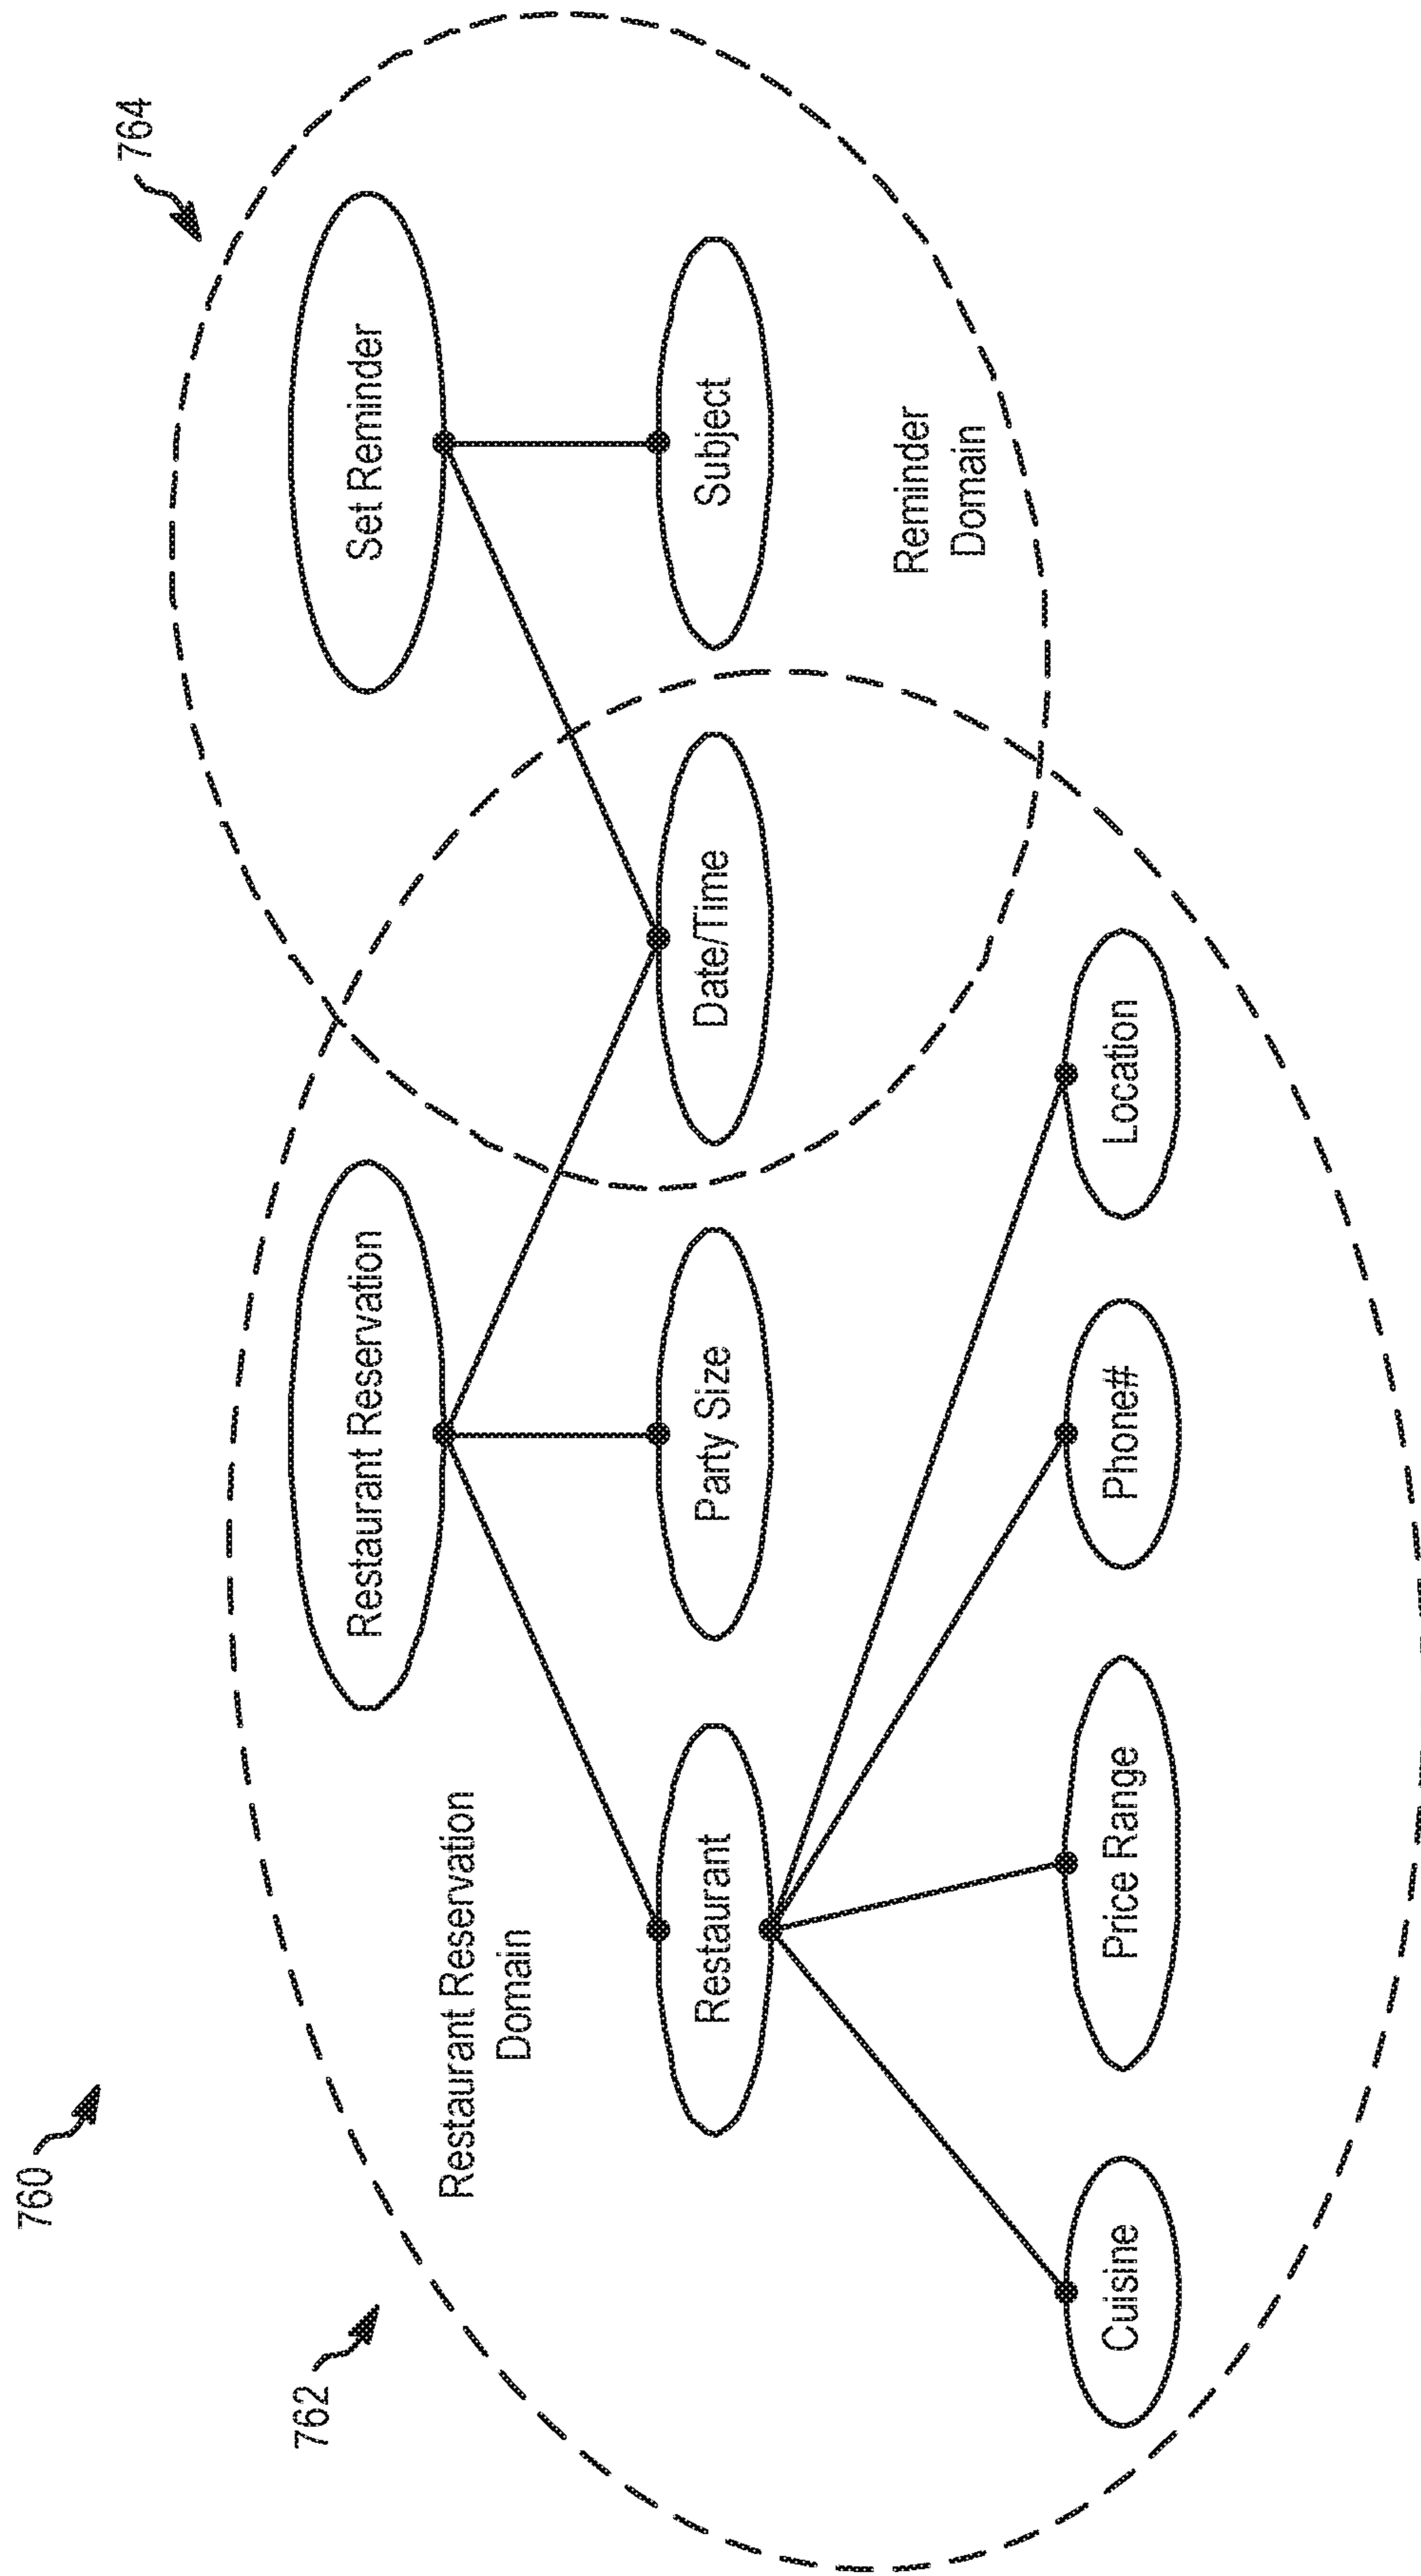 760
762
764
Restaurant Reservation
Set Reminder
Restaurant Reservation
Domain
Restaurant
Party Size
Date/Time
Subject
Reminder
Domain
Cuisine
Price Range
Phone#
Location